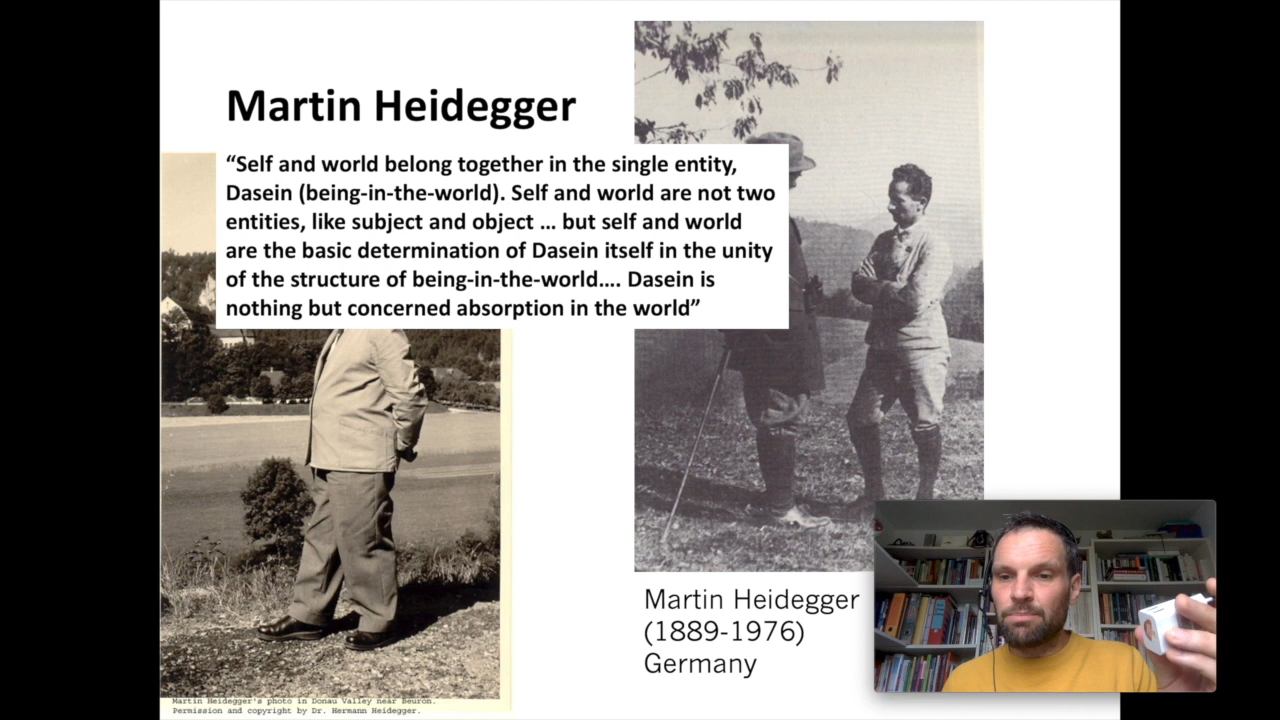 Martin Heidegger
“Self and world belong together in the single entity,
Dasein (being-in-the-world). Self and world are not two
entities, like subject and object … but self and world
are the basic determination of Dasein itself in the unity
of the structure of being-in-the-world…. Dasein is
nothing but concerned absorption in the world”
Martin Heidegger
(1889-1976)
Germany
Martin Heidegger's photo in Donau Valley near Beuron.
Permission and copyright by Dr. Hermann Heidegger.